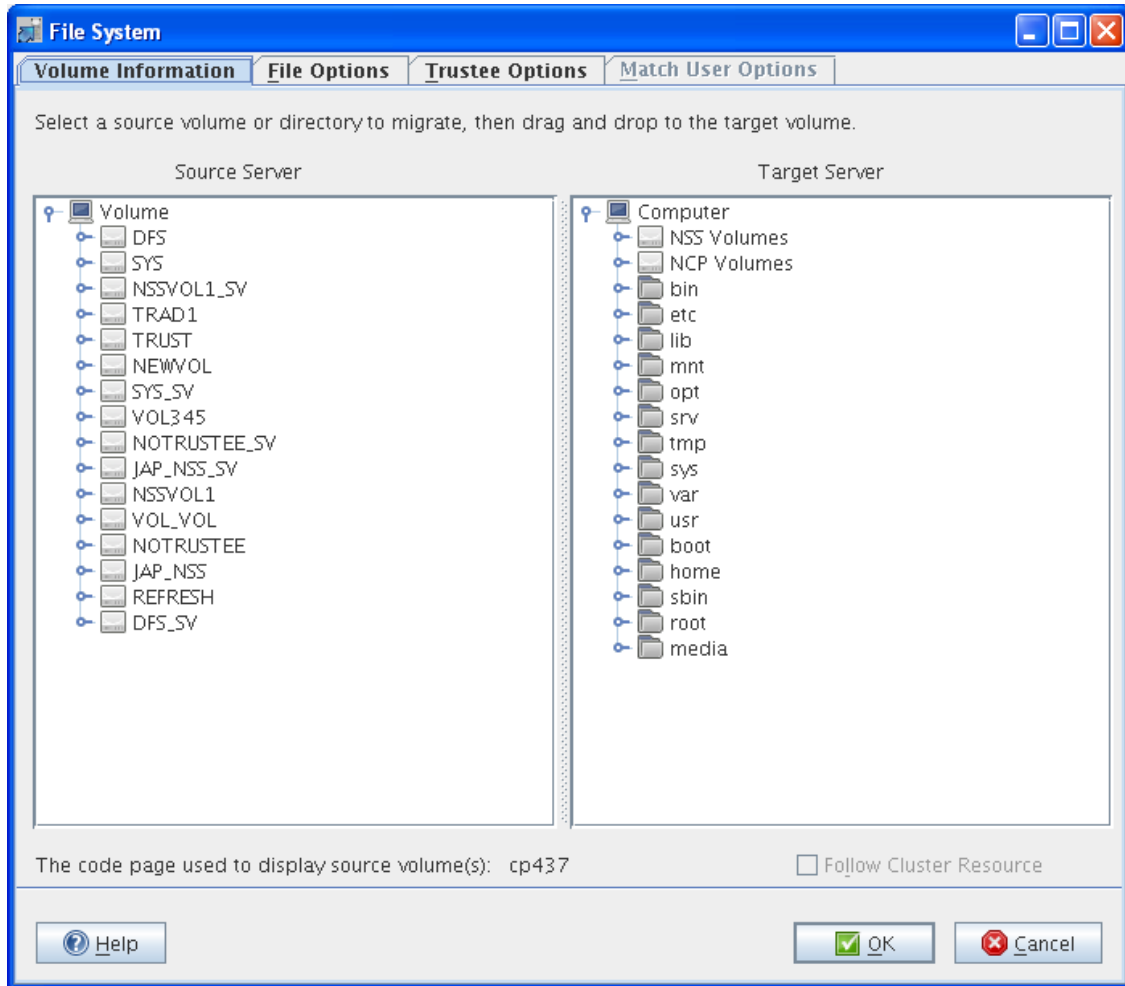 File System
Volume Information File Options Trustee Options Match User Options
Select a source volume or directory to migrate, then drag and drop to the target volume.
Source Server
Volume
DFS
SYS
NSSVOL1_SV
TRAD1
TRUST
NEWVOL
SYS_SV
VOL345
NOTRUSTEE_SV
JAP_NSS_SV
NSSVOL1
VOL_VOL
NOTRUSTEE
JAP_NSS
REFRESH
DFS_SV
Target Server
Computer
NSS Volumes
NCP Volumes
bin
etc
lib
mnt
opt
srv
tmp
sys
var
usr
boot
home
sbin
root
media
The code page used to display source volume(s): cp437
Follow Cluster Resource
Help
OK
Cancel